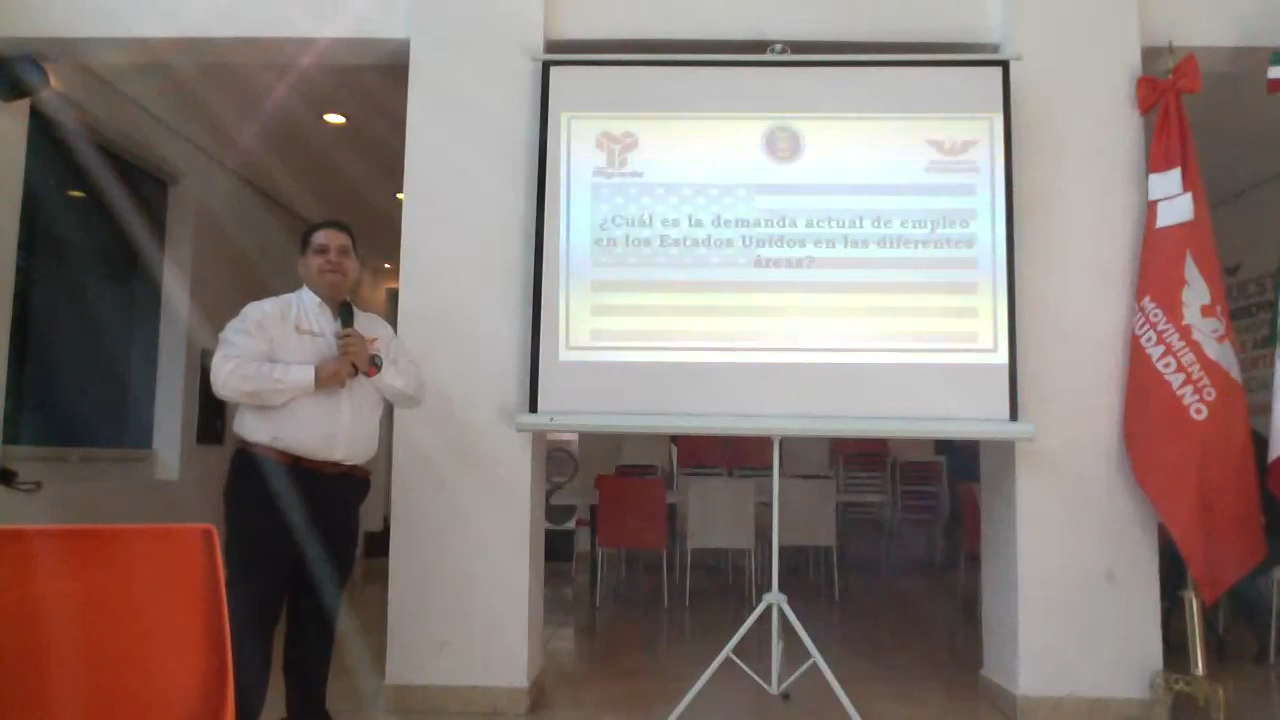 ¿Cuál es la demanda actual de empleo
en los Estados Unidos en las diferentes
áreas?
MOVIMIENTO
CIUDADANO